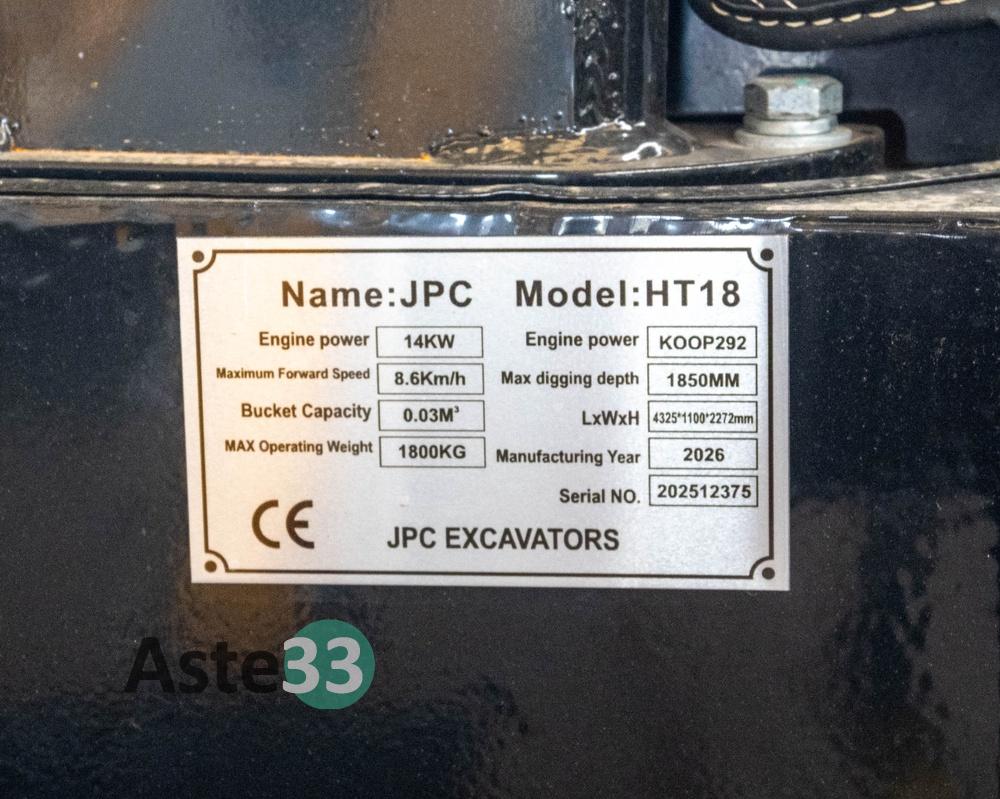 Name:JPC Model:HT18
Engine power 14KW Engine power KOOP292
Maximum Forward Speed 8.6Km/h Max digging depth 1850MM
Bucket Capacity 0.03M³ LxWxH 4325*1100*2272mm
MAX Operating Weight 1800KG Manufacturing Year 2026
Serial NO. 202512375
CE JPC EXCAVATORS
Aste33